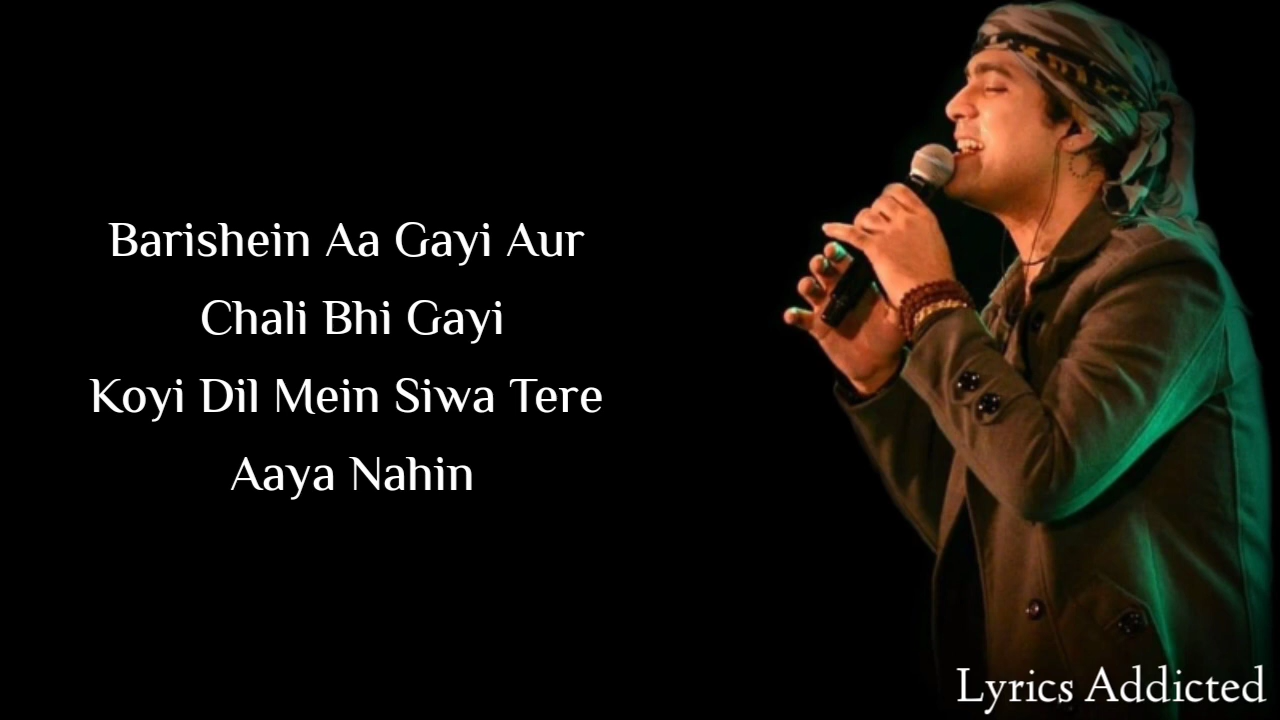 Barishein Aa Gayi Aur
Chali Bhi Gayi
Koyi Dil Mein Siwa Tere
Aaya Nahin
Lyrics Addicted